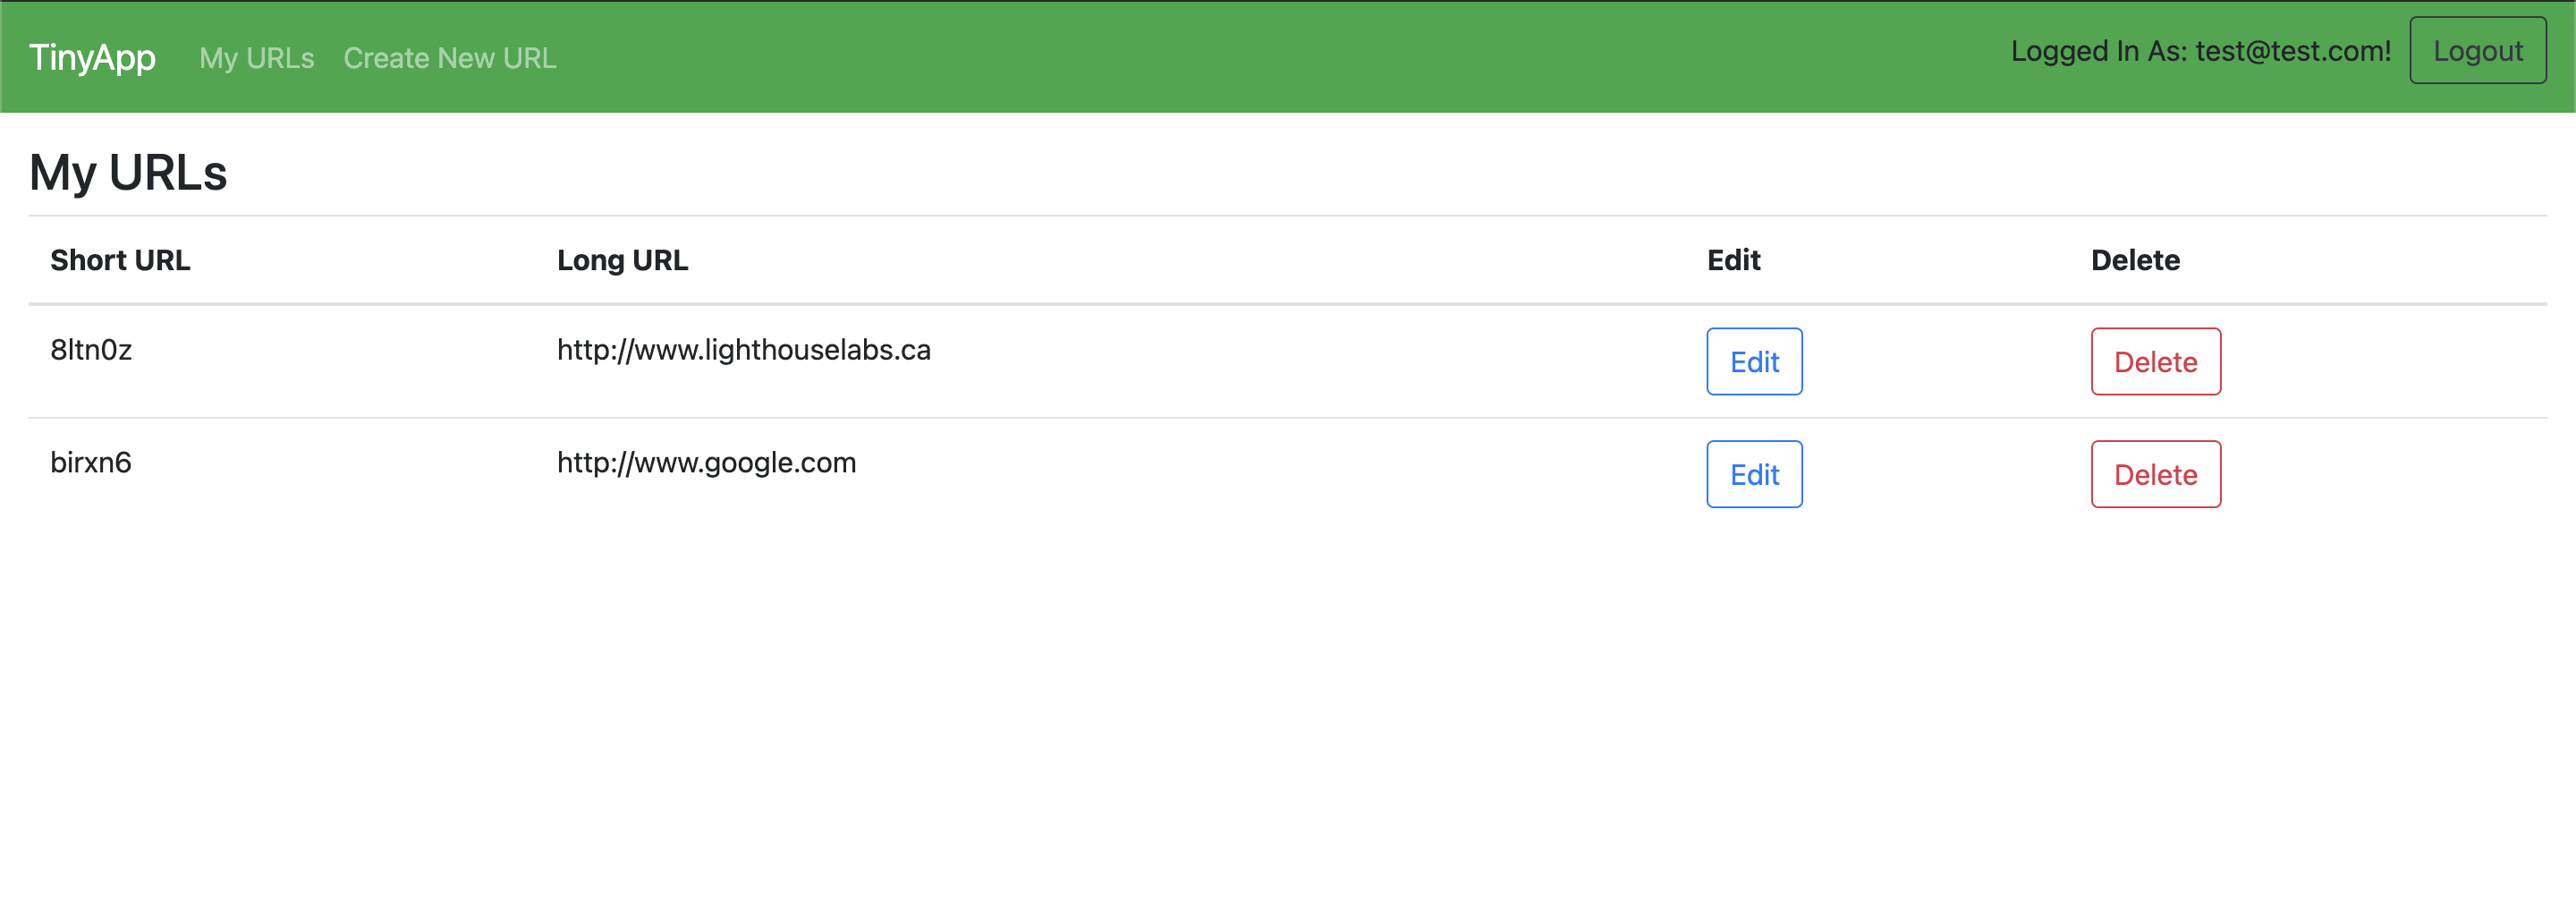 TinyApp My URLs Create New URL Logged In As: test@test.com! Logout
My URLs
Short URL Long URL Edit Delete
8ltn0z http://www.lighthouselabs.ca Edit Delete
birxn6 http://www.google.com Edit Delete